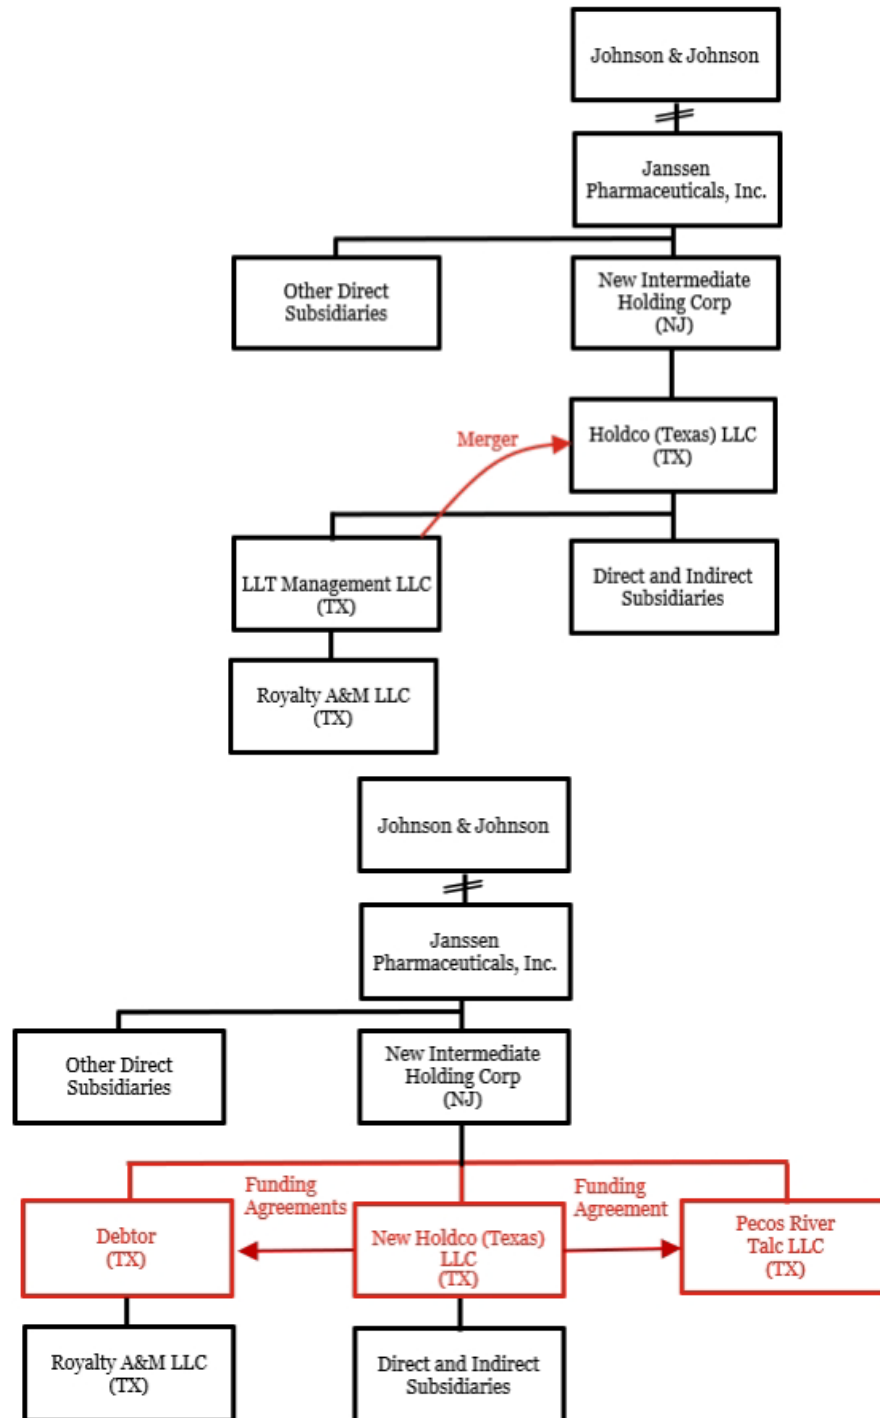 Johnson & Johnson
Janssen
Pharmaceuticals, Inc.
Other Direct
Subsidiaries
New Intermediate
Holding Corp
(NJ)
Merger
Holdco (Texas) LLC
(TX)
LLT Management LLC
(TX)
Direct and Indirect
Subsidiaries
Royalty A&M LLC
(TX)
Johnson & Johnson
Janssen
Pharmaceuticals, Inc.
Other Direct
Subsidiaries
New Intermediate
Holding Corp
(NJ)
Debtor
(TX)
Funding
Agreements
New Holdco (Texas)
LLC
(TX)
Funding
Agreement
Pecos River
Talc LLC
(TX)
Royalty A&M LLC
(TX)
Direct and Indirect
Subsidiaries